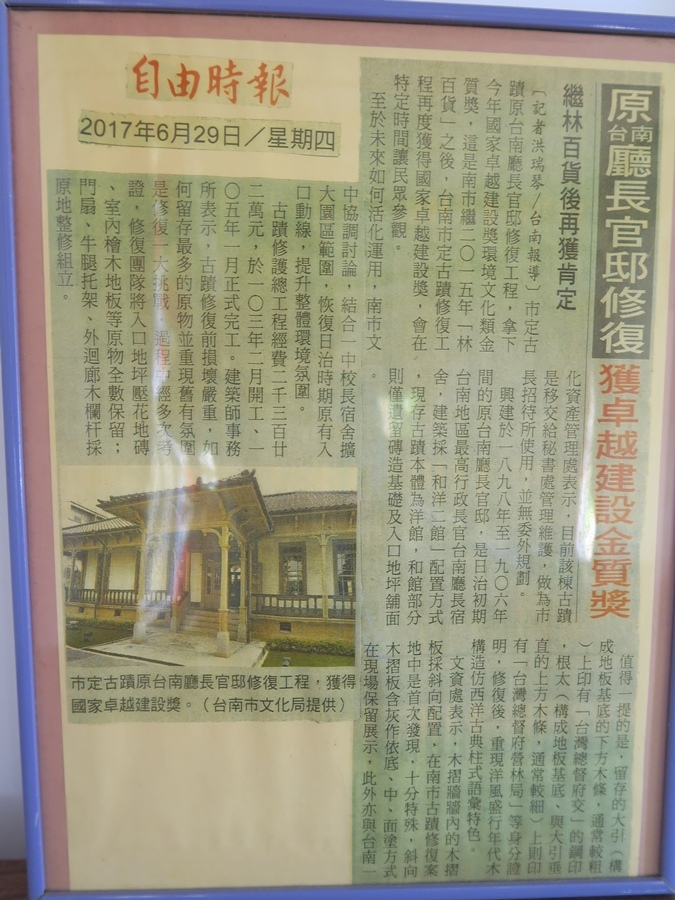 自由時報
2017年6月29日／星期四
原台南廳長官邸修復
獲卓越建設金質獎
繼林百貨後再獲肯定
〔記者洪瑞琴／台南報導〕市定古
蹟原台南廳長官邸修復工程，拿下
今年國家卓越建設獎環境文化類金
質獎，這是南市繼二〇一五年「林
百貨」之後，台南市定古蹟修復工
程再度獲得國家卓越建設獎，會在
特定時間讓民眾參觀。
至於未來如何活化運用，南市文
化資產管理處表示，目前該棟古蹟
是移交給秘書處管理維護，做為市
長招待所使用，並無委外規劃。
興建於一八九八年至一九〇六年
間的原台南廳長官邸，是日治初期
台南地區最高行政長官台南廳長宿
舍，建築採「和洋二館」配置方式
，現存古蹟本體為洋館，和館部分
則僅遺留磚造基礎及入口地坪舖面
。
值得一提的是，留存的大引（構
成地板基底的下方木條，通常較粗
）上印有「台灣總督府交」的鋼印
，根太（構成地板基底、與大引垂
直的上方木條，通常較細）上則印
有「台灣總督府營林局」等身分證
明，修復後，重現洋風盛行年代木
構造仿西洋古典柱式語彙特色。
文資處表示，木摺牆牆內的木摺
板採斜向配置，在南市古蹟修復案
地中是首次發現，十分特殊，斜向
木摺板含灰作依底、中、面塗方式
在現場保留展示，此外亦與台南一
中協調討論，結合一中校長宿舍擴
大園區範圍，恢復日治時期原有入
口動線，提升整體環境氛圍。
古蹟修護總工程經費二千三百廿
二萬元，於一〇三年二月開工、一
〇五年一月正式完工。建築師事務
所表示，古蹟修復前損壞嚴重，如
何留存最多的原物並重現舊有氛圍
是修復一大挑戰，過程中經多次考
證，修復團隊將入口地坪壓花地磚
、室內檜木地板等原物全數保留；
門扇、牛腿托架、外迴廊木欄杆採
原地整修組立。
市定古蹟原台南廳長官邸修復工程，獲得
國家卓越建設獎。（台南市文化局提供）